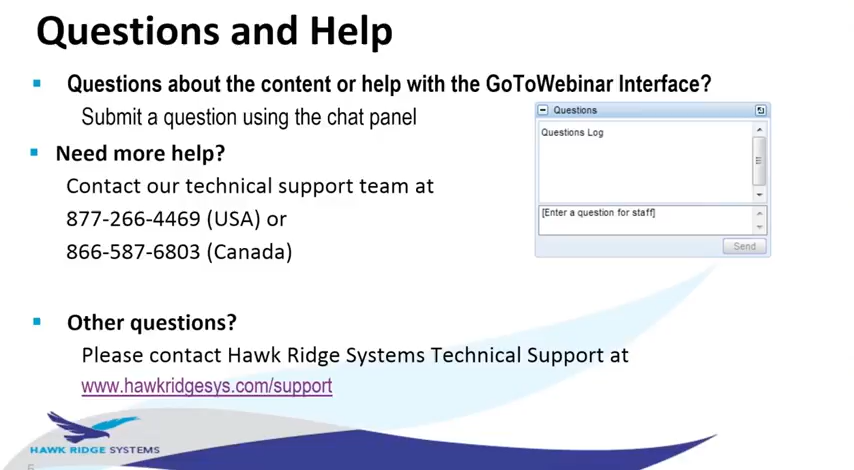 Questions and Help
Questions about the content or help with the GoToWebinar Interface?
Submit a question using the chat panel
Need more help?
Contact our technical support team at
877-266-4469 (USA) or
866-587-6803 (Canada)
Questions
Questions Log
[Enter a question for staff]
Send
Other questions?
Please contact Hawk Ridge Systems Technical Support at
www.hawkridgesys.com/support
HAWK RIDGE SYSTEMS